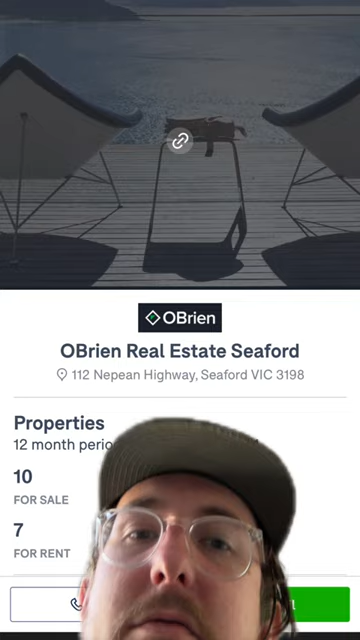 OBrien
OBrien Real Estate Seaford
112 Nepean Highway, Seaford VIC 3198
Properties
12 month perio
10
FOR SALE
7
FOR RENT